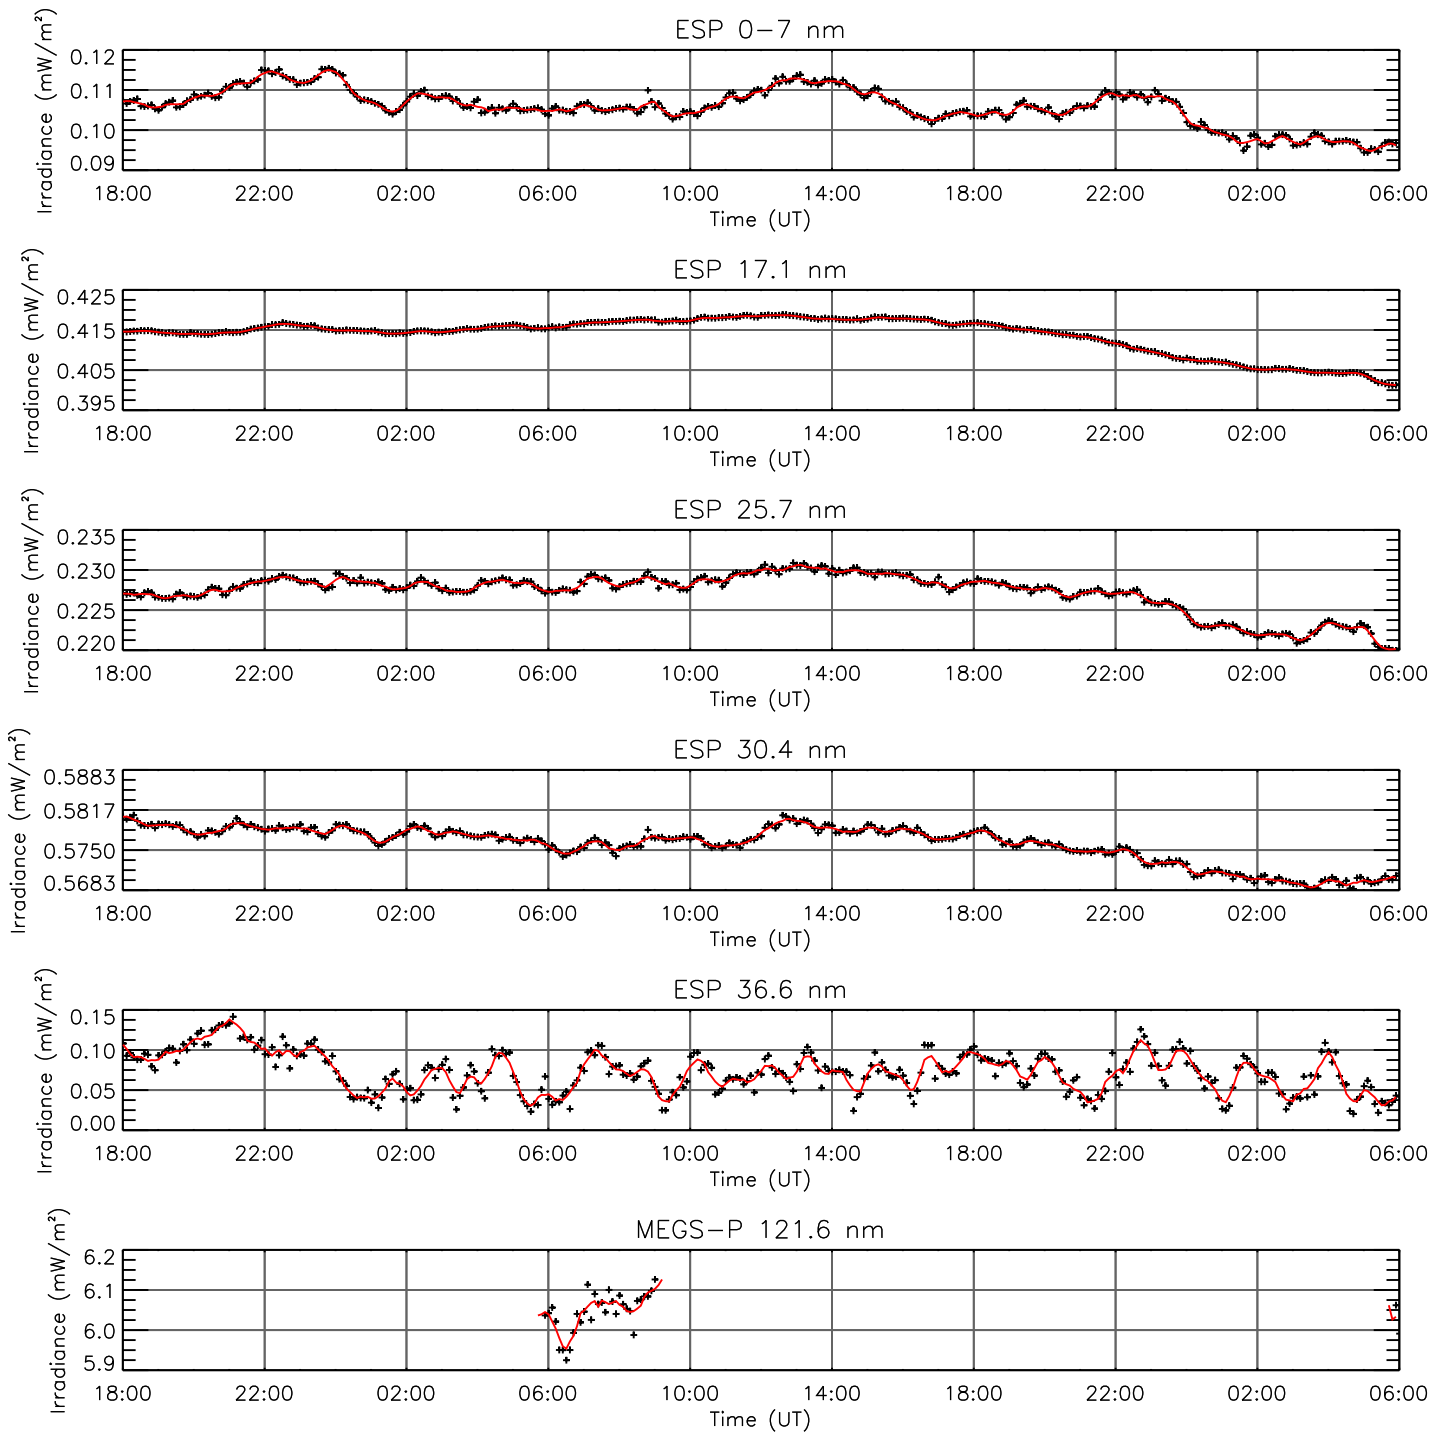 ESP 0-7 nm
Irradiance (mW/m²)
0.12
0.11
0.10
0.09
18:00 22:00 02:00 06:00 10:00 14:00 18:00 22:00 02:00 06:00
Time (UT)
ESP 17.1 nm
Irradiance (mW/m²)
0.425
0.415
0.405
0.395
18:00 22:00 02:00 06:00 10:00 14:00 18:00 22:00 02:00 06:00
Time (UT)
ESP 25.7 nm
Irradiance (mW/m²)
0.235
0.230
0.225
0.220
18:00 22:00 02:00 06:00 10:00 14:00 18:00 22:00 02:00 06:00
Time (UT)
ESP 30.4 nm
Irradiance (mW/m²)
0.5883
0.5817
0.5750
0.5683
18:00 22:00 02:00 06:00 10:00 14:00 18:00 22:00 02:00 06:00
Time (UT)
ESP 36.6 nm
Irradiance (mW/m²)
0.15
0.10
0.05
0.00
18:00 22:00 02:00 06:00 10:00 14:00 18:00 22:00 02:00 06:00
Time (UT)
MEGS-P 121.6 nm
Irradiance (mW/m²)
6.2
6.1
6.0
5.9
18:00 22:00 02:00 06:00 10:00 14:00 18:00 22:00 02:00 06:00
Time (UT)